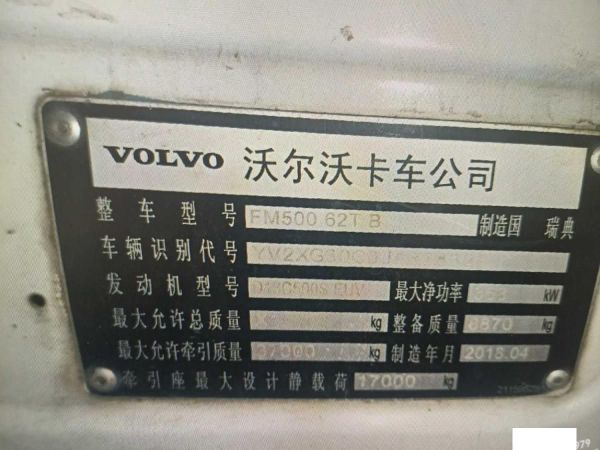 VOLVO 沃尔沃卡车公司
整车型号 FM500 62T B 制造国 瑞典
车辆识别代号
发动机型号 最大净功率 kW
最大允许总质量 kg 整备质量 8870 kg
最大允许牵引质量 kg 制造年月 2018.04
牵引座最大设计静载荷 17000 kg